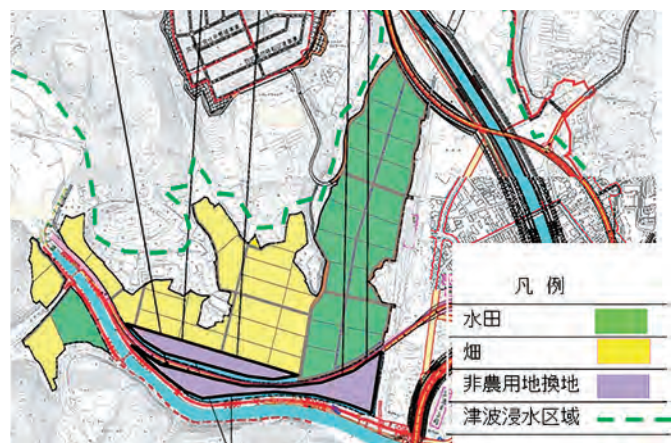 凡例
水田
畑
非農用地換地
津波浸水区域